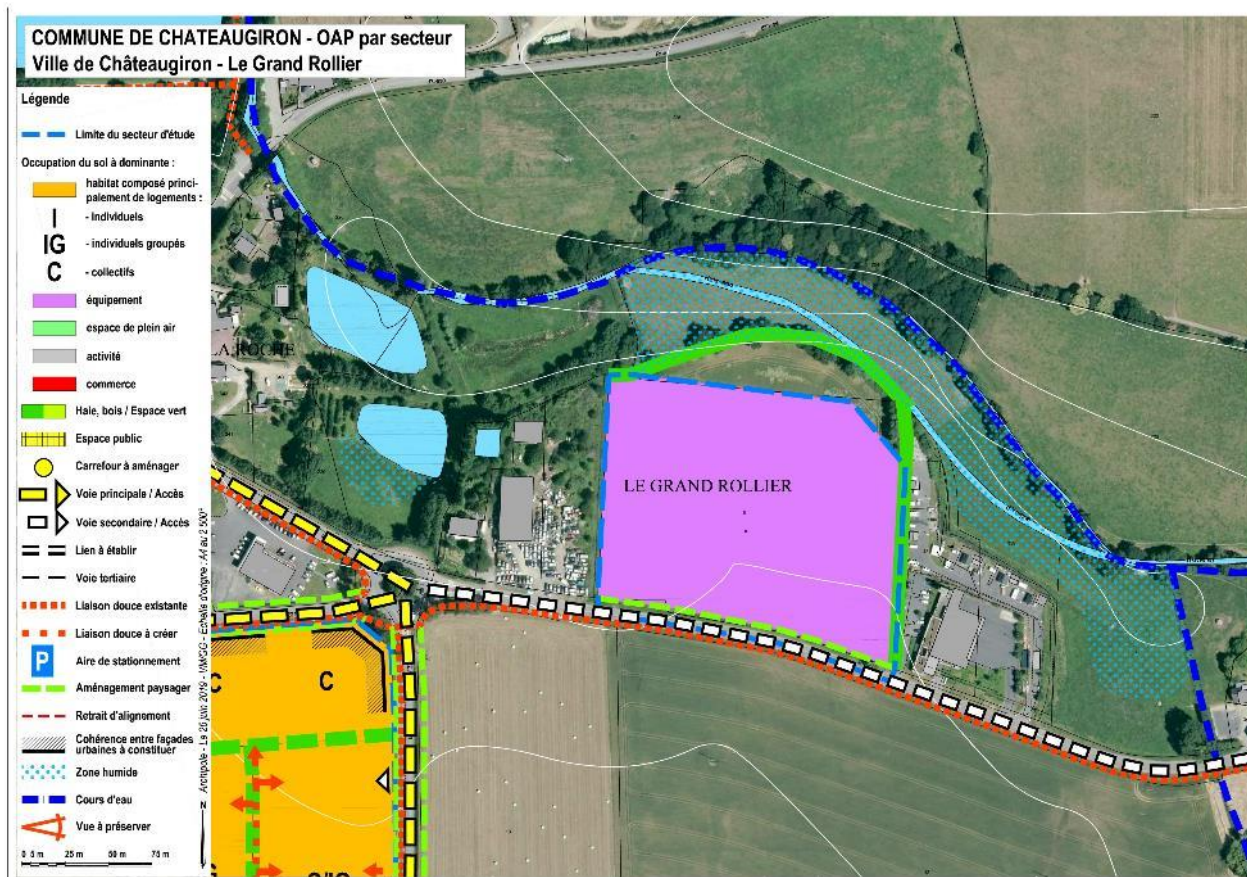 COMMUNE DE CHATEAUGIRON - OAP par secteur
Ville de Châteaugiron - Le Grand Rollier
Légende
Limite du secteur d'étude
Occupation du sol à dominante :
habitat composé princi-
palement de logements :
I - individuels
IG - individuels groupés
C - collectifs
équipement
espace de plein air
activité
commerce
Haie, bois / Espace vert
Espace public
Carrefour à aménager
Voie principale / Accès
Voie secondaire / Accès
Lien à établir
Voie tertiaire
Liaison douce existante
Liaison douce à créer
P Aire de stationnement
Aménagement paysager
Retrait d'alignement
Cohérence entre façades
urbaines à constituer
Zone humide
Cours d'eau
Vue à préserver
0 5 m 25 m 50 m 75 m
N
LA ROCHE
LE GRAND ROLLIER
C
C